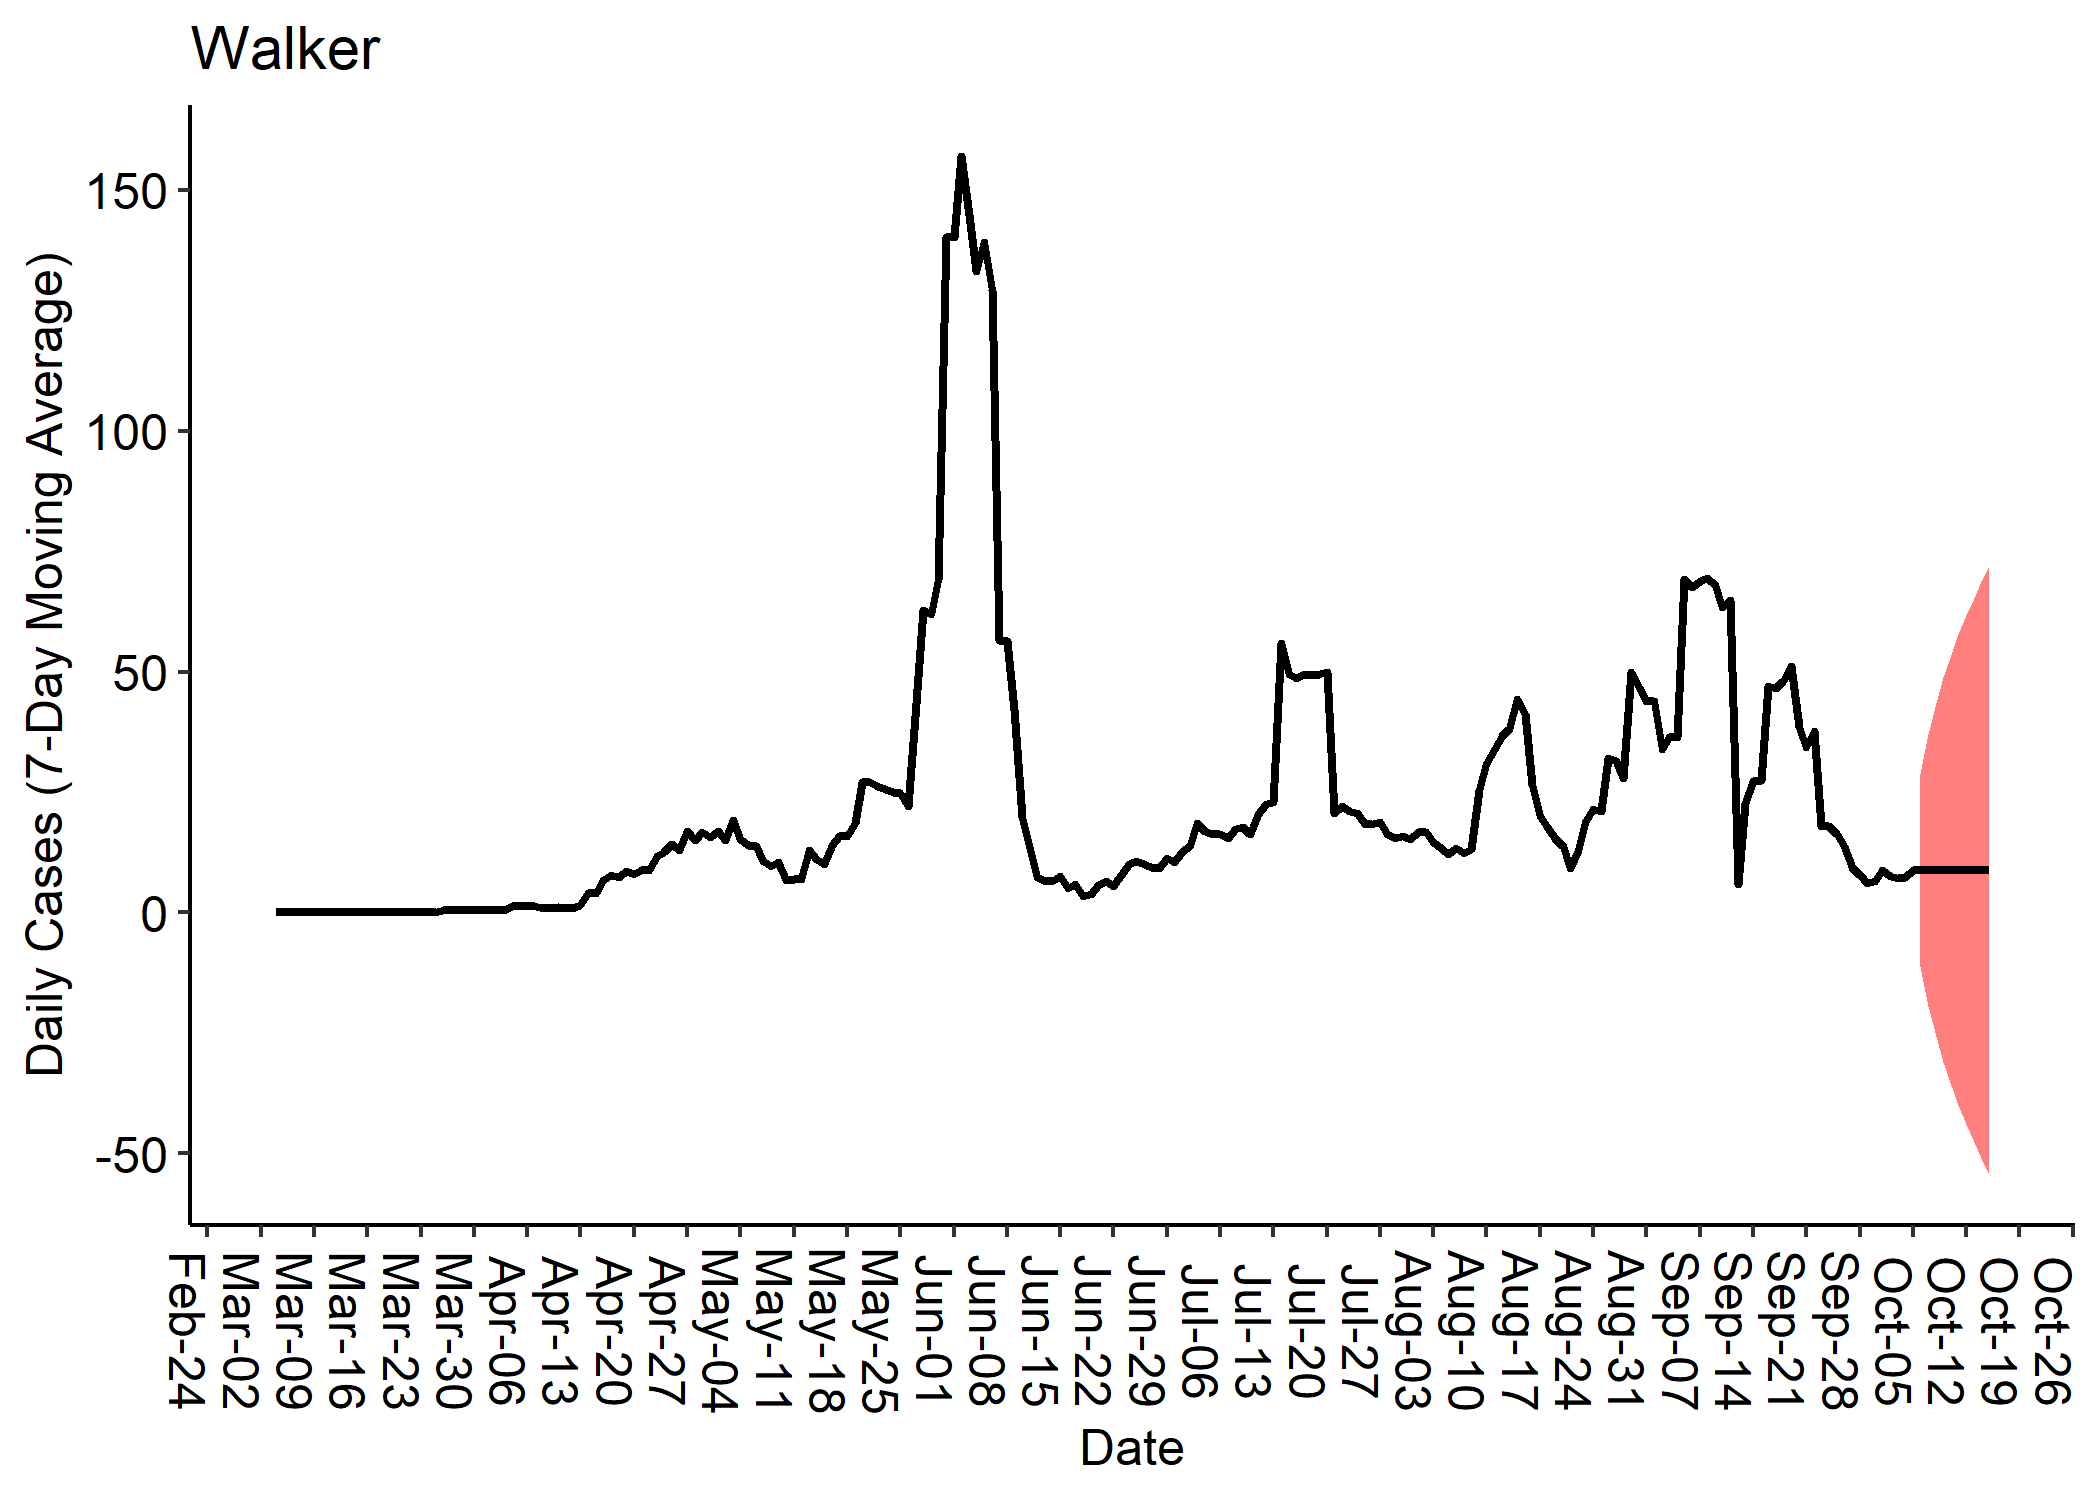 Walker
Daily Cases (7-Day Moving Average)
150
100
50
0
-50
Feb-24
Mar-02
Mar-09
Mar-16
Mar-23
Mar-30
Apr-06
Apr-13
Apr-20
Apr-27
May-04
May-11
May-18
May-25
Jun-01
Jun-08
Jun-15
Jun-22
Jun-29
Jul-06
Jul-13
Jul-20
Jul-27
Aug-03
Aug-10
Aug-17
Aug-24
Aug-31
Sep-07
Sep-14
Sep-21
Sep-28
Oct-05
Oct-12
Oct-19
Oct-26
Date